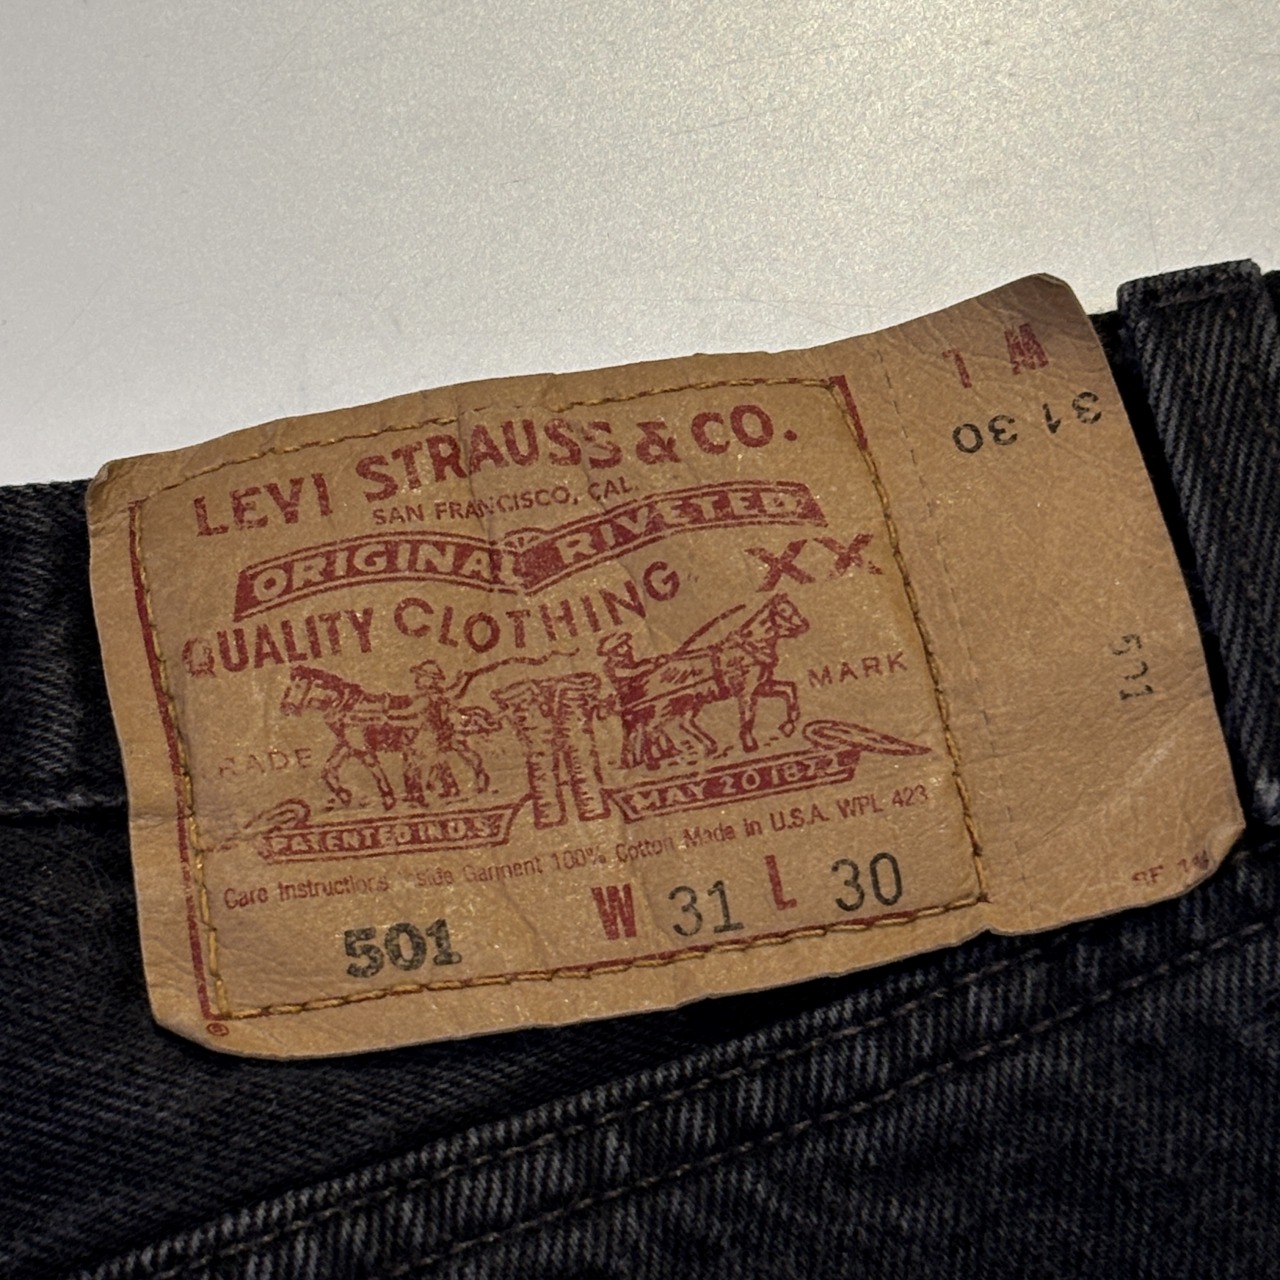 LEVI STRAUSS & CO.
SAN FRANCISCO, CAL.
ORIGINAL RIVETED
QUALITY CLOTHING XX
TRADE MARK
PATENTED IN U.S. MAY 20 1873
Care Instructions Inside Garment 100% Cotton Made in U.S.A. WPL 423
501 W 31 L 30
®
W L
31 30
501